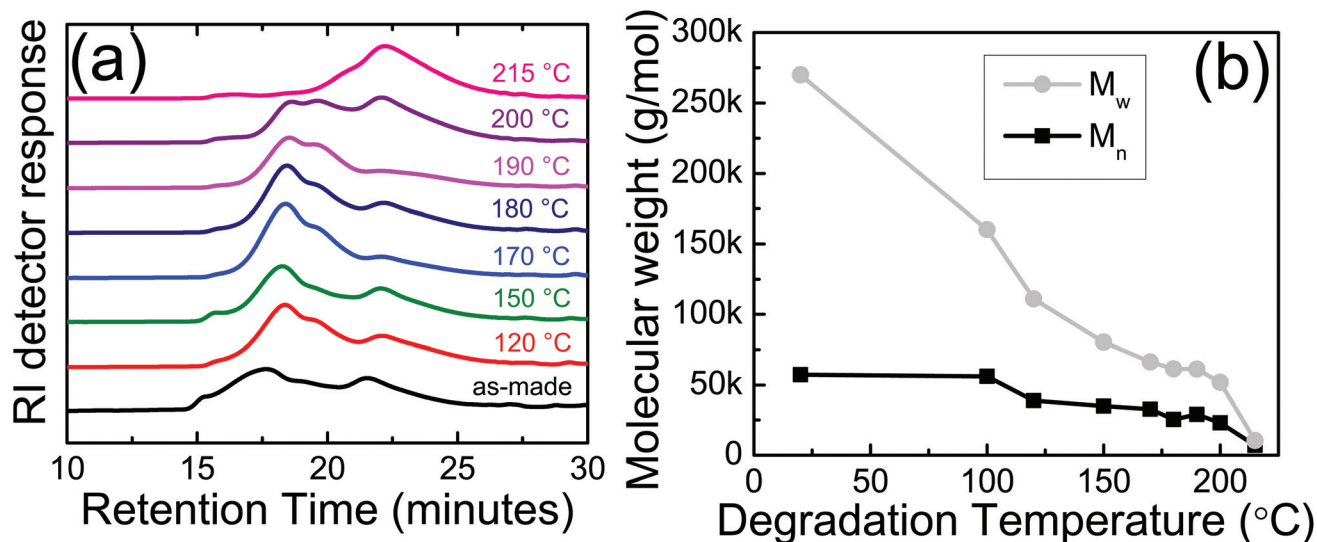 (a)
RI detector response
215 °C
200 °C
190 °C
180 °C
170 °C
150 °C
120 °C
as-made
10 15 20 25 30
Retention Time (minutes)
(b)
Molecular weight (g/mol)
300k
250k
200k
150k
100k
50k
0
Mw
Mn
0 50 100 150 200
Degradation Temperature (°C)